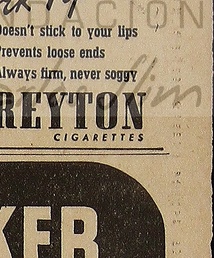 Doesn't stick to your lips
Prevents loose ends
Always firm, never soggy
REYTON
CIGARETTES
KER